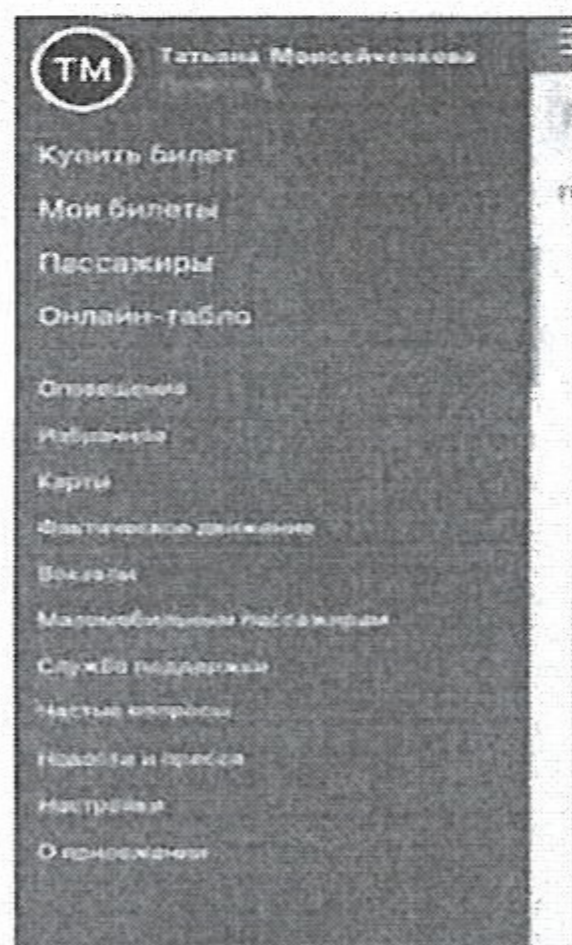 ТМ
Татьяна Моисейченкова
Купить билет
Мои билеты
Пассажиры
Онлайн-табло
Оповещения
Избранное
Карты
Фактическое движение
Вокзалы
Маломобильным пассажирам
Служба поддержки
Частые вопросы
Новости и пресса
Настройки
О приложении